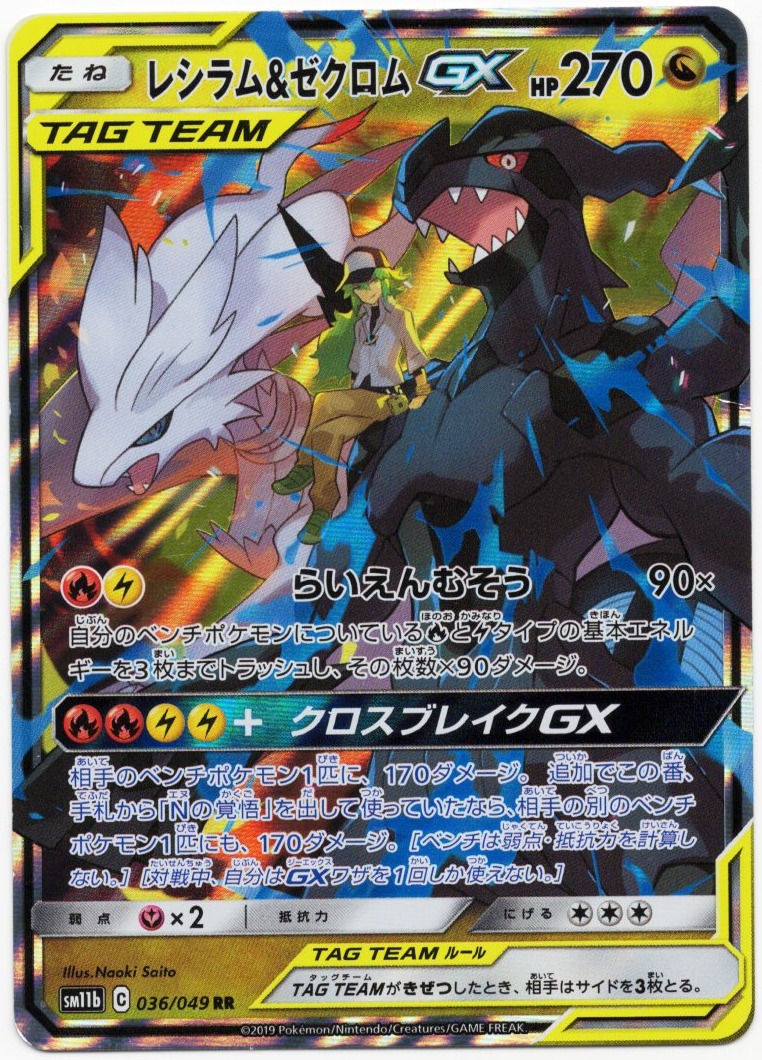 たね レシラム&ゼクロムGX HP270
TAG TEAM
らいえんむそう 90×
自分のベンチポケモンについている🔥と⚡タイプの基本エネル
ギーを3枚までトラッシュし、その枚数×90ダメージ。
+ クロスブレイクGX
相手のベンチポケモン1匹に、170ダメージ。追加でこの番、
手札から「Nの覚悟」を出して使っていたなら、相手の別のベンチ
ポケモン1匹にも、170ダメージ。[ベンチは弱点・抵抗力を計算し
ない。] [対戦中、自分はGXワザを1回しか使えない。]
弱点 ×2 抵抗力 にげる
TAG TEAM ルール
TAG TEAMがきぜつしたとき、相手はサイドを3枚とる。
Illus.Naoki Saito
sm11b C 036/049 RR
©2019 Pokémon/Nintendo/Creatures/GAME FREAK.